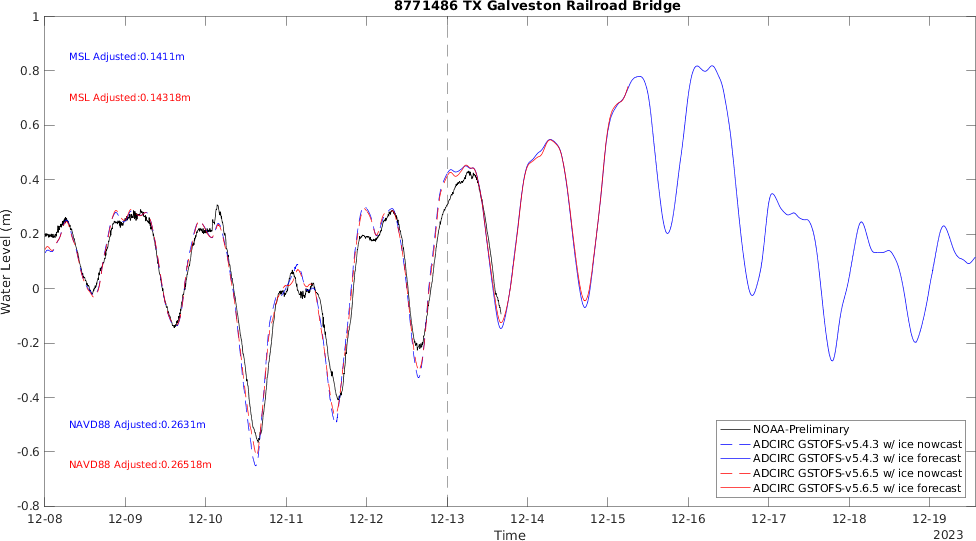 8771486 TX Galveston Railroad Bridge
1
0.8
0.6
0.4
0.2
0
-0.2
-0.4
-0.6
-0.8
Water Level (m)
MSL Adjusted:0.1411m
MSL Adjusted:0.14318m
NAVD88 Adjusted:0.2631m
NAVD88 Adjusted:0.26518m
NOAA-Preliminary
ADCIRC GSTOFS-v5.4.3 w/ ice nowcast
ADCIRC GSTOFS-v5.4.3 w/ ice forecast
ADCIRC GSTOFS-v5.6.5 w/ ice nowcast
ADCIRC GSTOFS-v5.6.5 w/ ice forecast
12-08 12-09 12-10 12-11 12-12 12-13 12-14 12-15 12-16 12-17 12-18 12-19
Time
2023